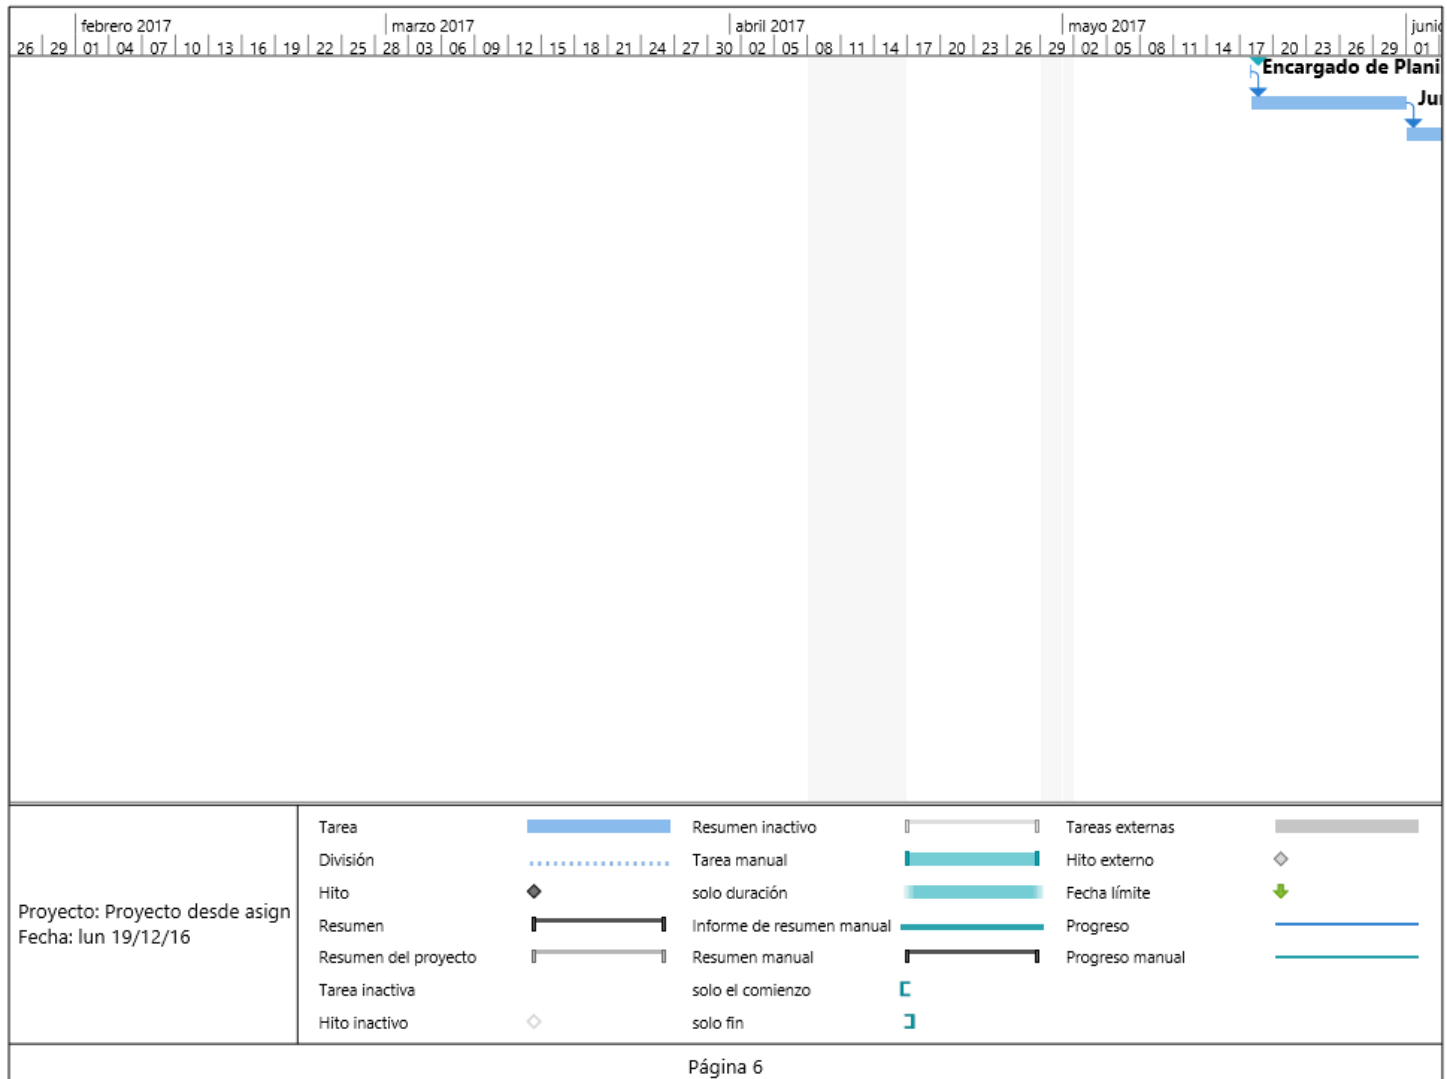 febrero 2017 marzo 2017 abril 2017 mayo 2017
26 29 01 04 07 10 13 16 19 22 25 28 03 06 09 12 15 18 21 24 27 30 02 05 08 11 14 17 20 23 26 29 02 05 08 11 14 17 20 23 26 29 01
Encargado de Plani
Tarea
División
Hito
Resumen
Resumen del proyecto
Tarea inactiva
Hito inactivo
Resumen inactivo
Tarea manual
solo duración
Informe de resumen manual
Resumen manual
solo el comienzo
solo fin
Tareas externas
Hito externo
Fecha límite
Progreso
Progreso manual
Proyecto: Proyecto desde asign
Fecha: lun 19/12/16
Página 6